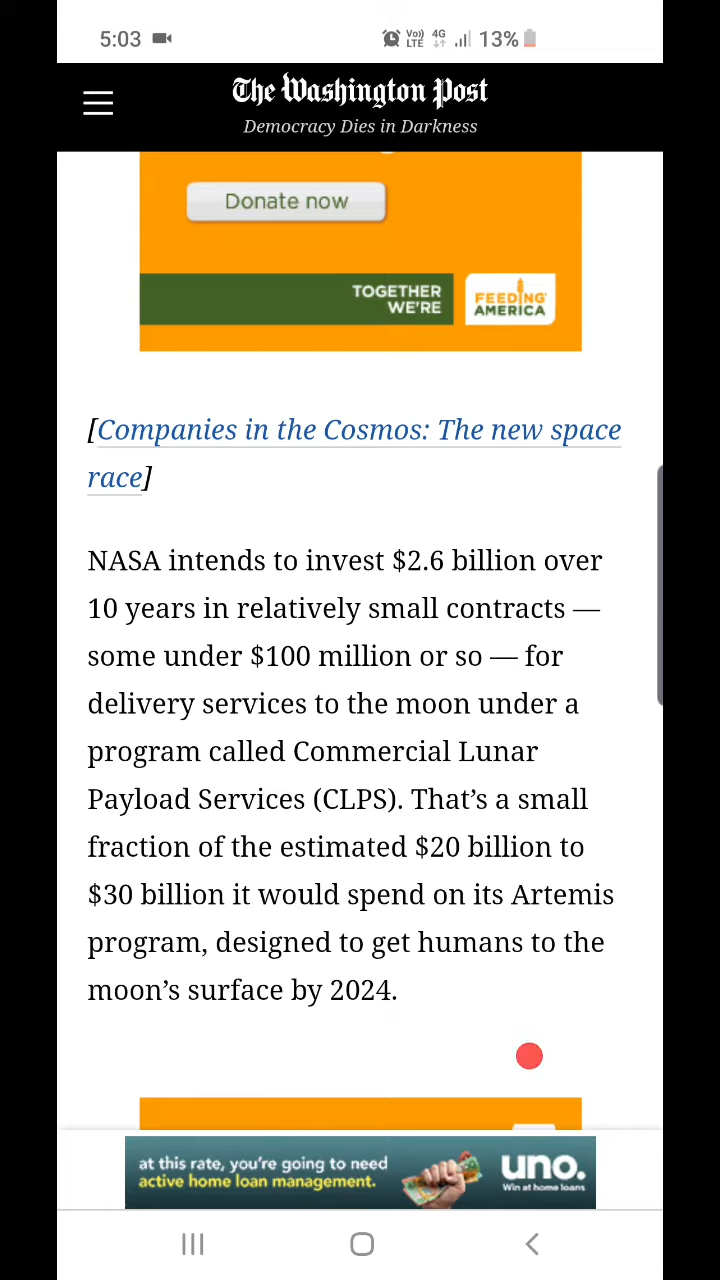 5:03
Vo) 4G 13%
LTE
The Washington Post
Democracy Dies in Darkness
Donate now
TOGETHER
WE'RE
FEEDING
AMERICA
[Companies in the Cosmos: The new space
race]
NASA intends to invest $2.6 billion over
10 years in relatively small contracts —
some under $100 million or so — for
delivery services to the moon under a
program called Commercial Lunar
Payload Services (CLPS). That’s a small
fraction of the estimated $20 billion to
$30 billion it would spend on its Artemis
program, designed to get humans to the
moon’s surface by 2024.
at this rate, you’re going to need
active home loan management.
uno.
Win at home loans